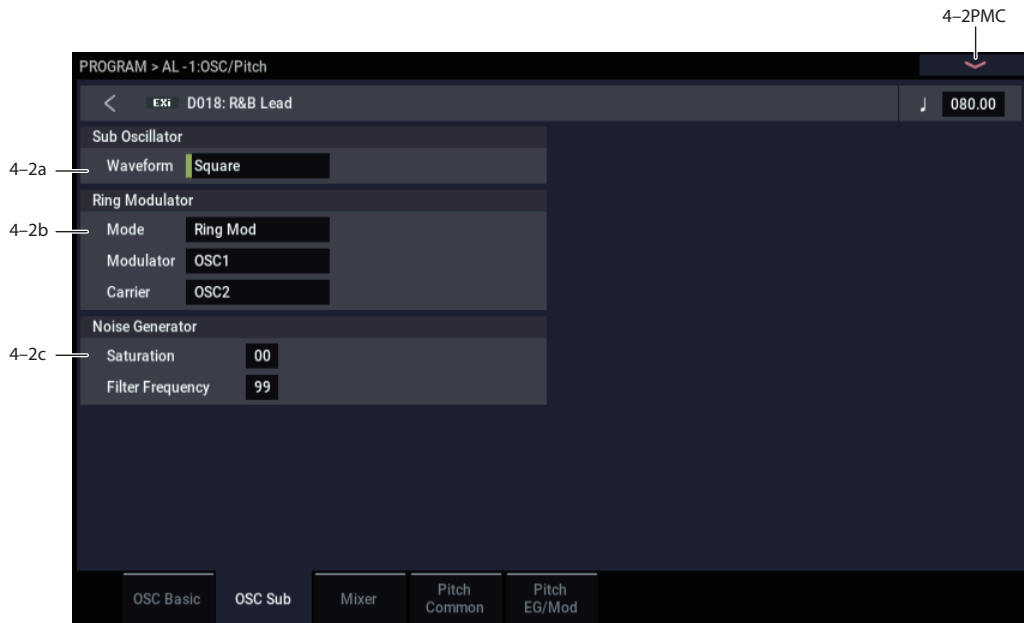 4–2PMC
PROGRAM > AL -1:OSC/Pitch
EXi D018: R&B Lead
♩ 080.00
Sub Oscillator
4–2a
Waveform Square
Ring Modulator
4–2b
Mode Ring Mod
Modulator OSC1
Carrier OSC2
Noise Generator
4–2c
Saturation 00
Filter Frequency 99
OSC Basic
OSC Sub
Mixer
Pitch
Common
Pitch
EG/Mod